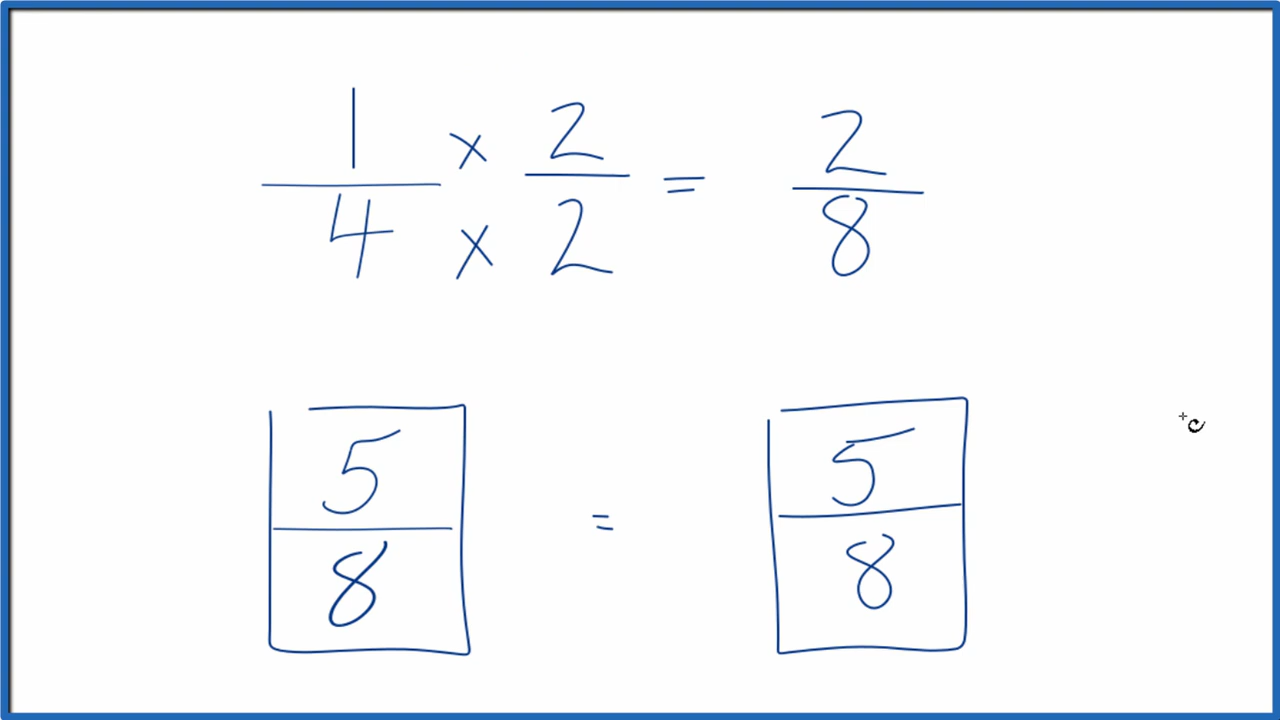 1/4 × 2/2 = 2/8
5/8 = 5/8